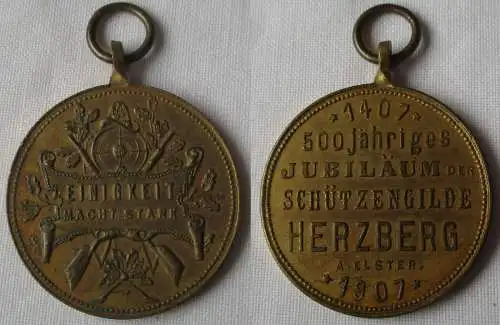 EINIGKEIT
MACHT STARK
1407
500 jähriges
JUBILÄUM DER
SCHÜTZENGILDE
HERZBERG
A. ELSTER.
1907